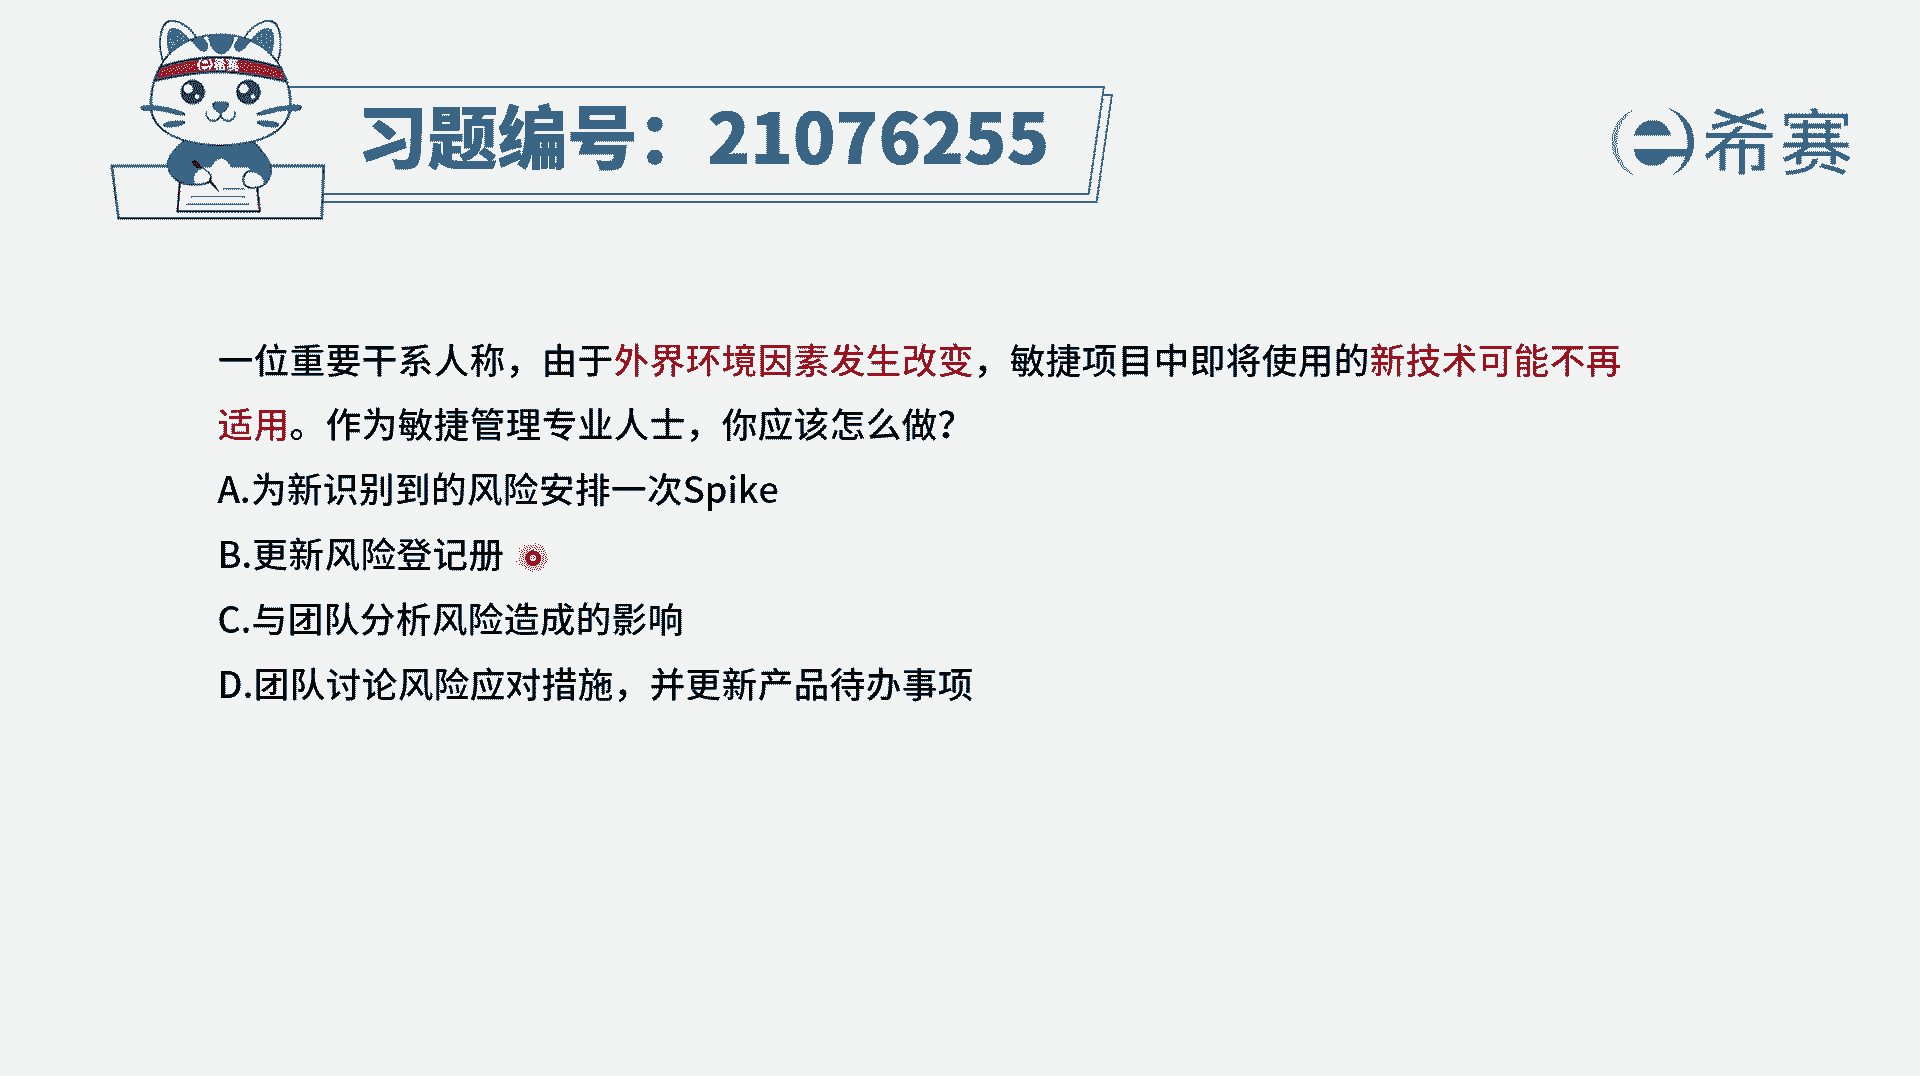 e希赛
习题编号：21076255
e希赛
一位重要干系人称，由于外界环境因素发生改变，敏捷项目中即将使用的新技术可能不再
适用。作为敏捷管理专业人士，你应该怎么做？
A.为新识别到的风险安排一次Spike
B.更新风险登记册
C.与团队分析风险造成的影响
D.团队讨论风险应对措施，并更新产品待办事项